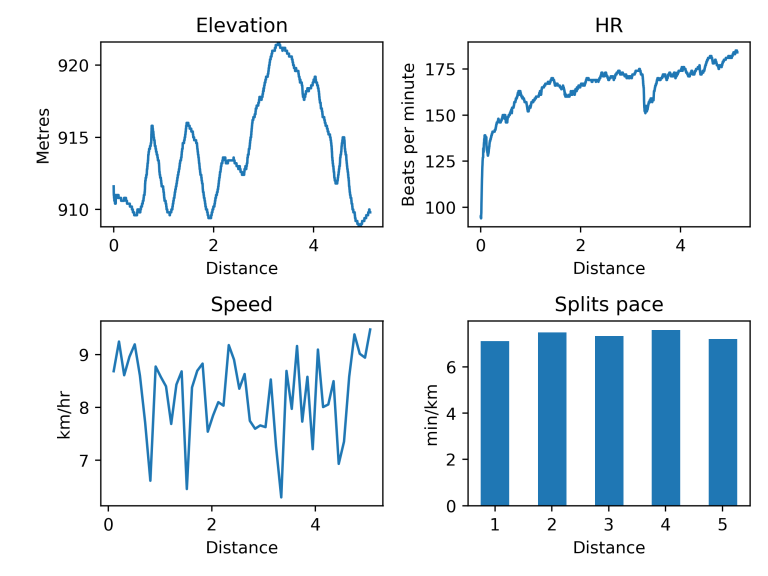 Elevation
920
915
910
Metres
0 2 4
Distance
HR
175
150
125
100
Beats per minute
0 2 4
Distance
Speed
9
8
7
km/hr
0 2 4
Distance
Splits pace
6
4
2
0
min/km
1 2 3 4 5
Distance